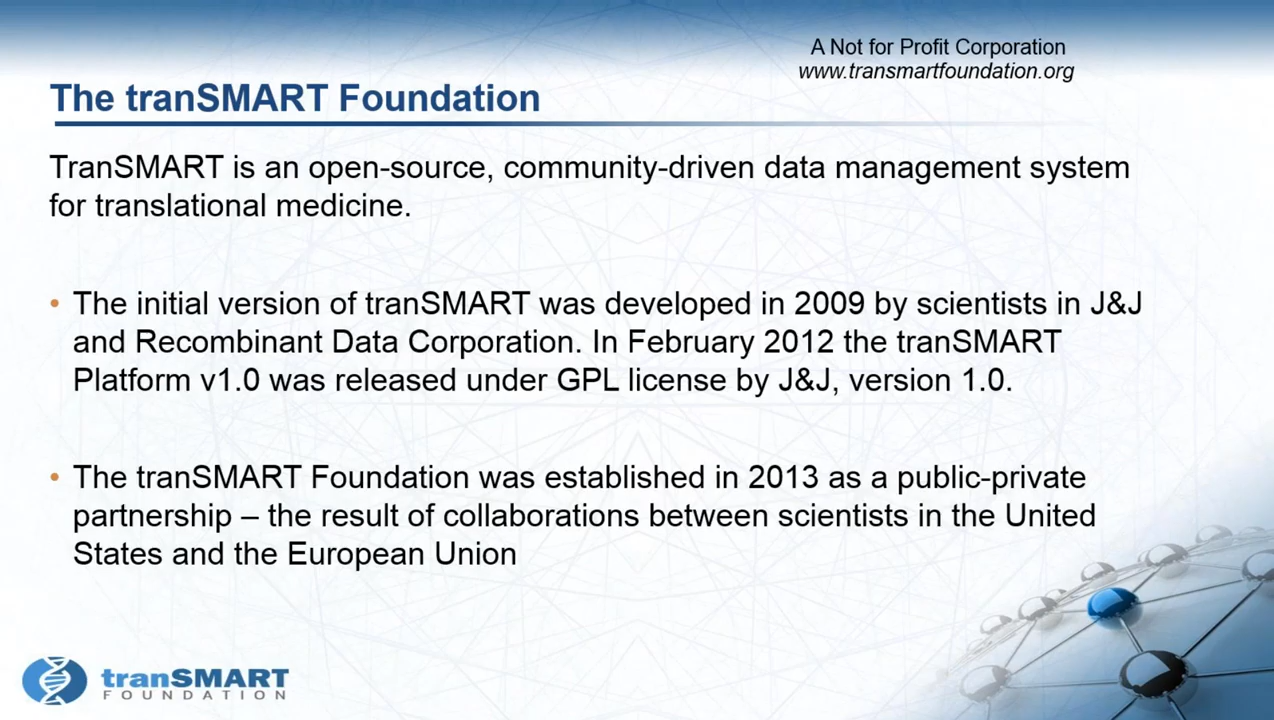 A Not for Profit Corporation
www.transmartfoundation.org
The tranSMART Foundation
TranSMART is an open-source, community-driven data management system
for translational medicine.
• The initial version of tranSMART was developed in 2009 by scientists in J&J
and Recombinant Data Corporation. In February 2012 the tranSMART
Platform v1.0 was released under GPL license by J&J, version 1.0.
• The tranSMART Foundation was established in 2013 as a public-private
partnership – the result of collaborations between scientists in the United
States and the European Union
tranSMART
FOUNDATION